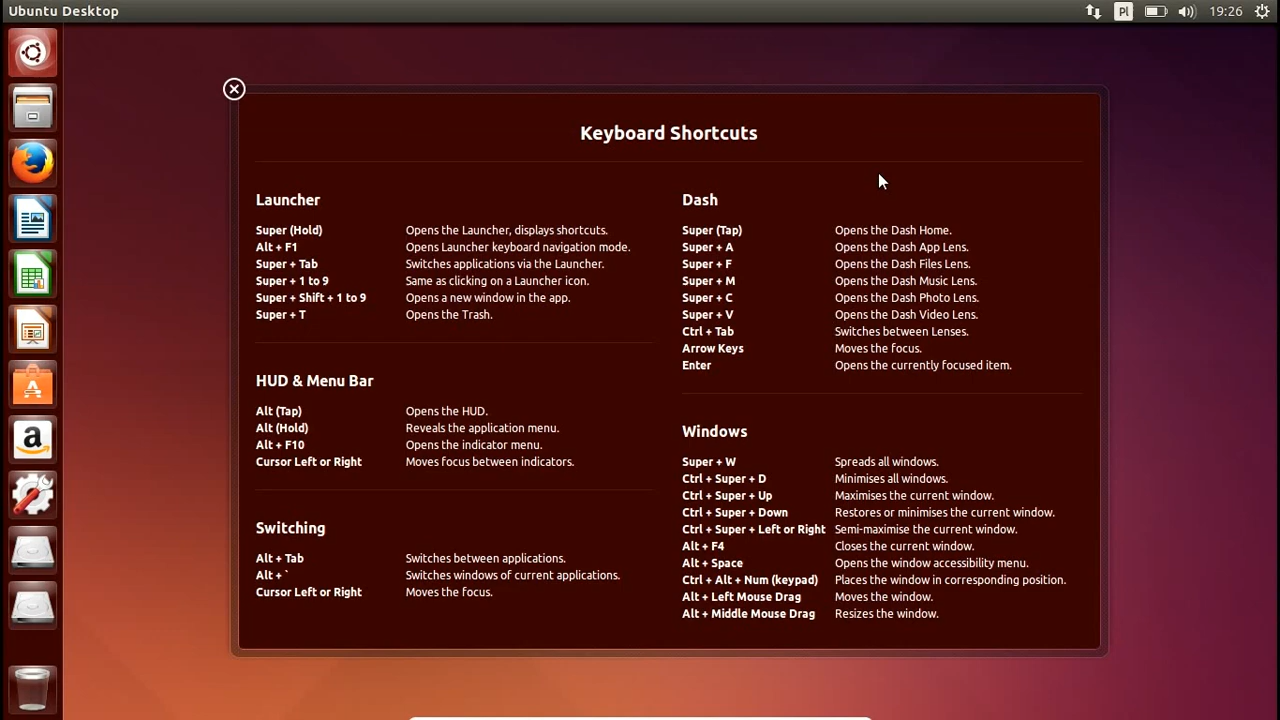 Ubuntu Desktop
Pl
19:26
Keyboard Shortcuts
Launcher
Super (Hold) Opens the Launcher, displays shortcuts.
Alt + F1 Opens Launcher keyboard navigation mode.
Super + Tab Switches applications via the Launcher.
Super + 1 to 9 Same as clicking on a Launcher icon.
Super + Shift + 1 to 9 Opens a new window in the app.
Super + T Opens the Trash.
HUD & Menu Bar
Alt (Tap) Opens the HUD.
Alt (Hold) Reveals the application menu.
Alt + F10 Opens the indicator menu.
Cursor Left or Right Moves focus between indicators.
Switching
Alt + Tab Switches between applications.
Alt + ` Switches windows of current applications.
Cursor Left or Right Moves the focus.
Dash
Super (Tap) Opens the Dash Home.
Super + A Opens the Dash App Lens.
Super + F Opens the Dash Files Lens.
Super + M Opens the Dash Music Lens.
Super + C Opens the Dash Photo Lens.
Super + V Opens the Dash Video Lens.
Ctrl + Tab Switches between Lenses.
Arrow Keys Moves the focus.
Enter Opens the currently focused item.
Windows
Super + W Spreads all windows.
Ctrl + Super + D Minimises all windows.
Ctrl + Super + Up Maximises the current window.
Ctrl + Super + Down Restores or minimises the current window.
Ctrl + Super + Left or Right Semi-maximise the current window.
Alt + F4 Closes the current window.
Alt + Space Opens the window accessibility menu.
Ctrl + Alt + Num (keypad) Places the window in corresponding position.
Alt + Left Mouse Drag Moves the window.
Alt + Middle Mouse Drag Resizes the window.